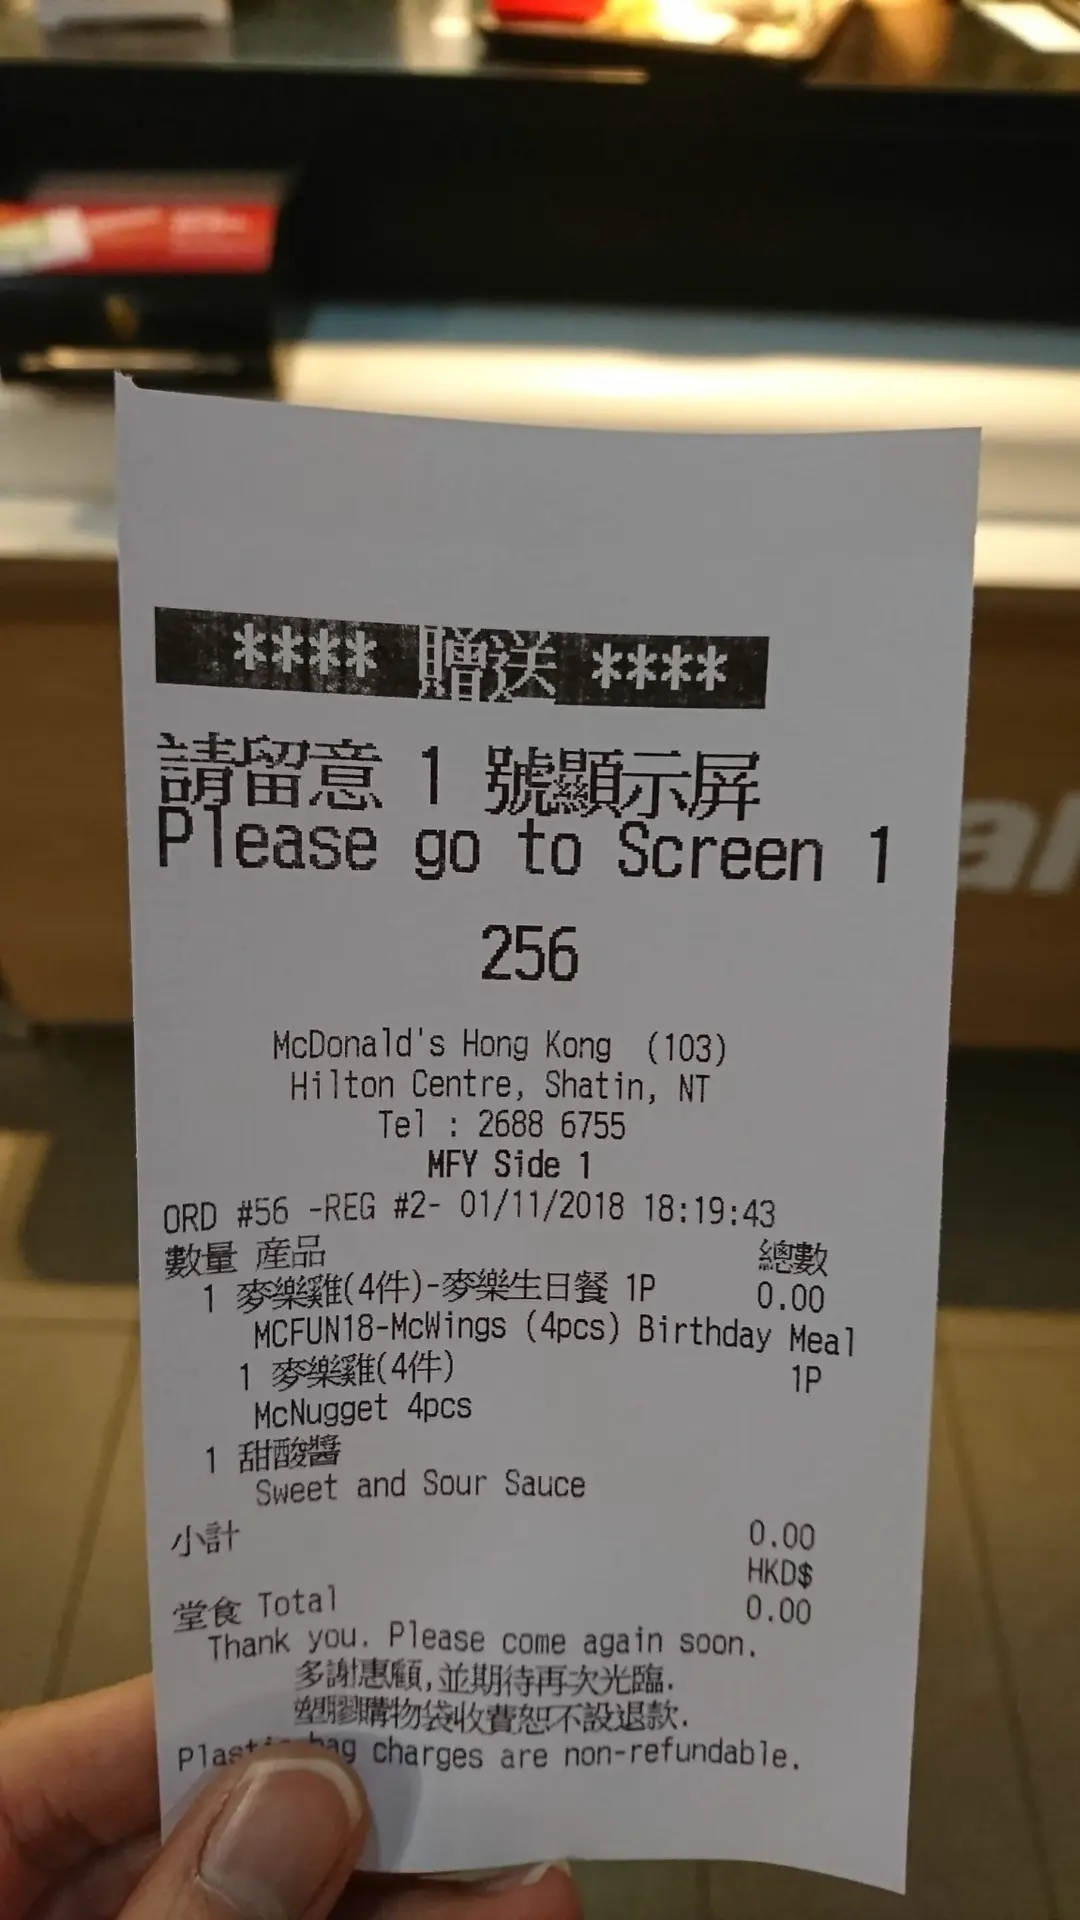 **** 贈送 ****
請留意 1 號顯示屏
Please go to Screen 1
256
McDonald's Hong Kong (103)
Hilton Centre, Shatin, NT
Tel : 2688 6755
MFY Side 1
ORD #56 -REG #2- 01/11/2018 18:19:43
數量 産品 總數
1 麥樂雞(4件)-麥樂生日餐 1P 0.00
MCFUN18-McWings (4pcs) Birthday Meal
1 麥樂雞(4件) 1P
McNugget 4pcs
1 甜酸醬
Sweet and Sour Sauce
小計 0.00
HKD$
堂食 Total 0.00
Thank you. Please come again soon.
多謝惠顧,並期待再次光臨.
塑膠購物袋收費恕不設退款.
Plastic bag charges are non-refundable.
al